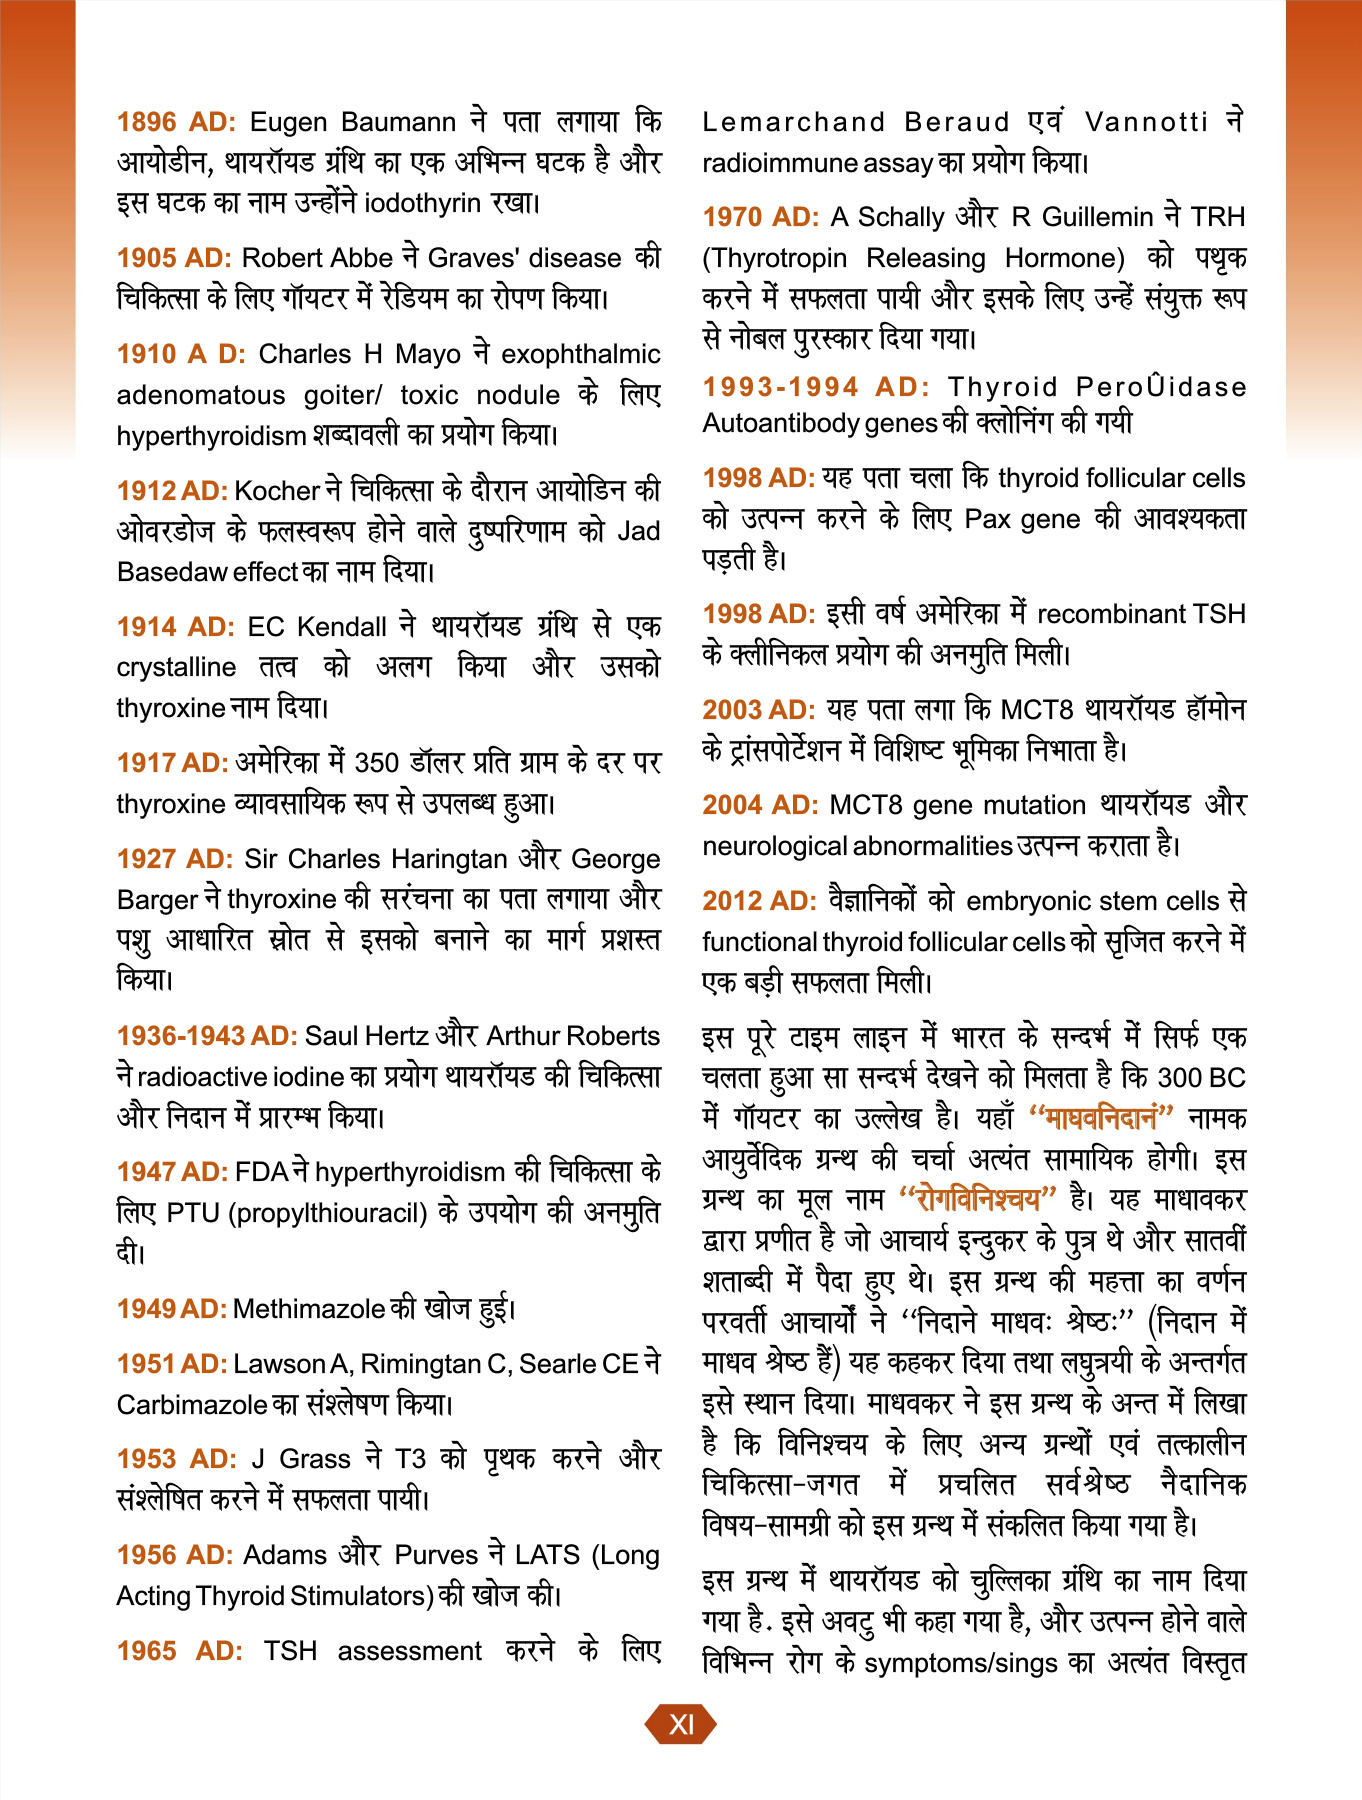 1896 AD: Eugen Baumann ने पता लगाया कि
आयोडीन, थायरॉयड ग्रंथि का एक अभिन्न घटक है और
इस घटक का नाम उन्होंने iodothyrin रखा।
1905 AD: Robert Abbe ने Graves' disease की
चिकित्सा के लिए गॉयटर में रेडियम का रोपण किया।
1910 A D: Charles H Mayo ने exophthalmic
adenomatous goiter/ toxic nodule के लिए
hyperthyroidism शब्दावली का प्रयोग किया।
1912 AD: Kocher ने चिकित्सा के दौरान आयोडिन की
ओवरडोज के फलस्वरूप होने वाले दुष्परिणाम को Jad
Basedaw effect का नाम दिया।
1914 AD: EC Kendall ने थायरॉयड ग्रंथि से एक
crystalline तत्व को अलग किया और उसको
thyroxine नाम दिया।
1917 AD: अमेरिका में 350 डॉलर प्रति ग्राम के दर पर
thyroxine व्यावसायिक रूप से उपलब्ध हुआ।
1927 AD: Sir Charles Haringtan और George
Barger ने thyroxine की सरंचना का पता लगाया और
पशु आधारित स्रोत से इसको बनाने का मार्ग प्रशस्त
किया।
1936-1943 AD: Saul Hertz और Arthur Roberts
ने radioactive iodine का प्रयोग थायरॉयड की चिकित्सा
और निदान में प्रारम्भ किया।
1947 AD: FDA ने hyperthyroidism की चिकित्सा के
लिए PTU (propylthiouracil) के उपयोग की अनमुति
दी।
1949 AD: Methimazole की खोज हुई।
1951 AD: Lawson A, Rimingtan C, Searle CE ने
Carbimazole का संश्लेषण किया।
1953 AD: J Grass ने T3 को पृथक करने और
संश्लेषित करने में सफलता पायी।
1956 AD: Adams और Purves ने LATS (Long
Acting Thyroid Stimulators) की खोज की।
1965 AD: TSH assessment करने के लिए
Lemarchand Beraud एवं Vannotti ने
radioimmune assay का प्रयोग किया।
1970 AD: A Schally और R Guillemin ने TRH
(Thyrotropin Releasing Hormone) को पथृक
करने में सफलता पायी और इसके लिए उन्हें संयुक्त रूप
से नोबल पुरस्कार दिया गया।
1993-1994 AD: Thyroid PeroÛidase
Autoantibody genes की क्लोनिंग की गयी
1998 AD: यह पता चला कि thyroid follicular cells
को उत्पन्न करने के लिए Pax gene की आवश्यकता
पड़ती है।
1998 AD: इसी वर्ष अमेरिका में recombinant TSH
के क्लीनिकल प्रयोग की अनमुति मिली।
2003 AD: यह पता लगा कि MCT8 थायरॉयड हॉमोन
के ट्रांसपोर्टेशन में विशिष्ट भूमिका निभाता है।
2004 AD: MCT8 gene mutation थायरॉयड और
neurological abnormalities उत्पन्न कराता है।
2012 AD: वैज्ञानिकों को embryonic stem cells से
functional thyroid follicular cells को सृजित करने में
एक बड़ी सफलता मिली।
इस पूरे टाइम लाइन में भारत के सन्दर्भ में सिर्फ एक
चलता हुआ सा सन्दर्भ देखने को मिलता है कि 300 BC
में गॉयटर का उल्लेख है। यहाँ “माघवनिदानं” नामक
आयुर्वेदिक ग्रन्थ की चर्चा अत्यंत सामायिक होगी। इस
ग्रन्थ का मूल नाम “रोगविनिश्चय” है। यह माधावकर
द्वारा प्रणीत है जो आचार्य इन्दुकर के पुत्र थे और सातवीं
शताब्दी में पैदा हुए थे। इस ग्रन्थ की महत्ता का वर्णन
परवर्ती आचार्यों ने “निदाने माधवः श्रेष्ठः” (निदान में
माधव श्रेष्ठ हैं) यह कहकर दिया तथा लघुत्रयी के अन्तर्गत
इसे स्थान दिया। माधवकर ने इस ग्रन्थ के अन्त में लिखा
है कि विनिश्चय के लिए अन्य ग्रन्थों एवं तत्कालीन
चिकित्सा-जगत में प्रचलित सर्वश्रेष्ठ नैदानिक
विषय-सामग्री को इस ग्रन्थ में संकलित किया गया है।
इस ग्रन्थ में थायरॉयड को चुल्लिका ग्रंथि का नाम दिया
गया है. इसे अवटु भी कहा गया है, और उत्पन्न होने वाले
विभिन्न रोग के symptoms/sings का अत्यंत विस्तृत
XI